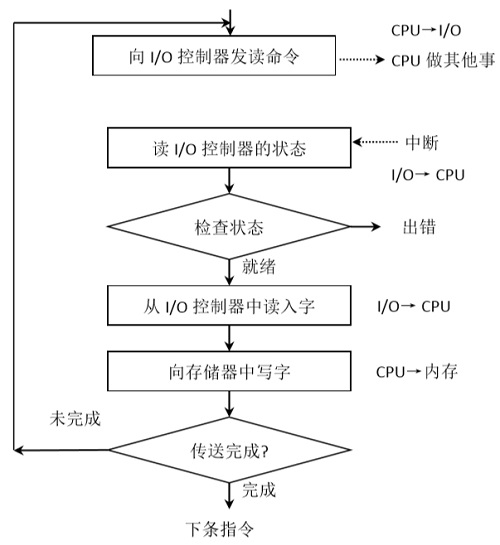 CPU→I/O
向 I/O 控制器发读命令
CPU 做其他事
中断
读 I/O 控制器的状态
I/O→ CPU
检查状态
出错
就绪
从 I/O 控制器中读入字
I/O→ CPU
向存储器中写字
CPU→内存
未完成
传送完成?
完成
下条指令